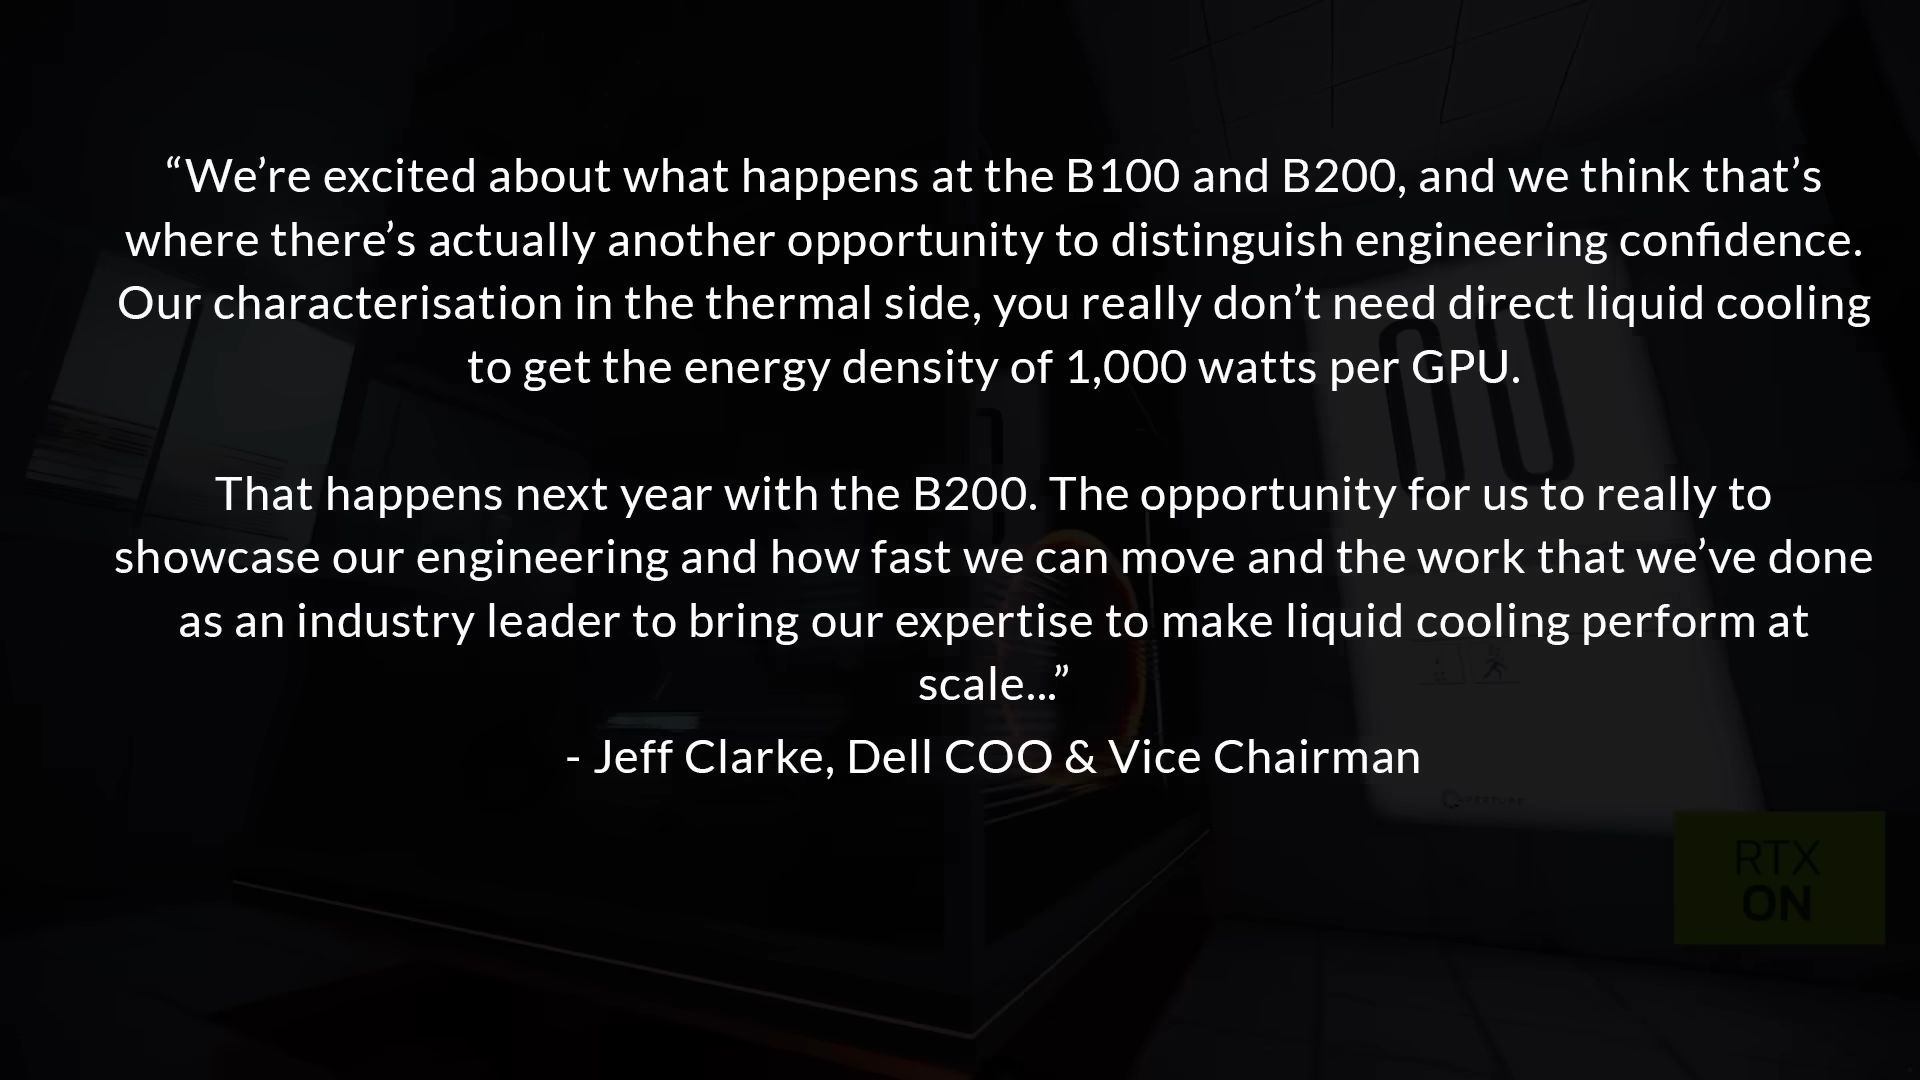 “We’re excited about what happens at the B100 and B200, and we think that’s
where there’s actually another opportunity to distinguish engineering confidence.
Our characterisation in the thermal side, you really don’t need direct liquid cooling
to get the energy density of 1,000 watts per GPU.
That happens next year with the B200. The opportunity for us to really to
showcase our engineering and how fast we can move and the work that we’ve done
as an industry leader to bring our expertise to make liquid cooling perform at
scale...”
- Jeff Clarke, Dell COO & Vice Chairman
RTX
ON